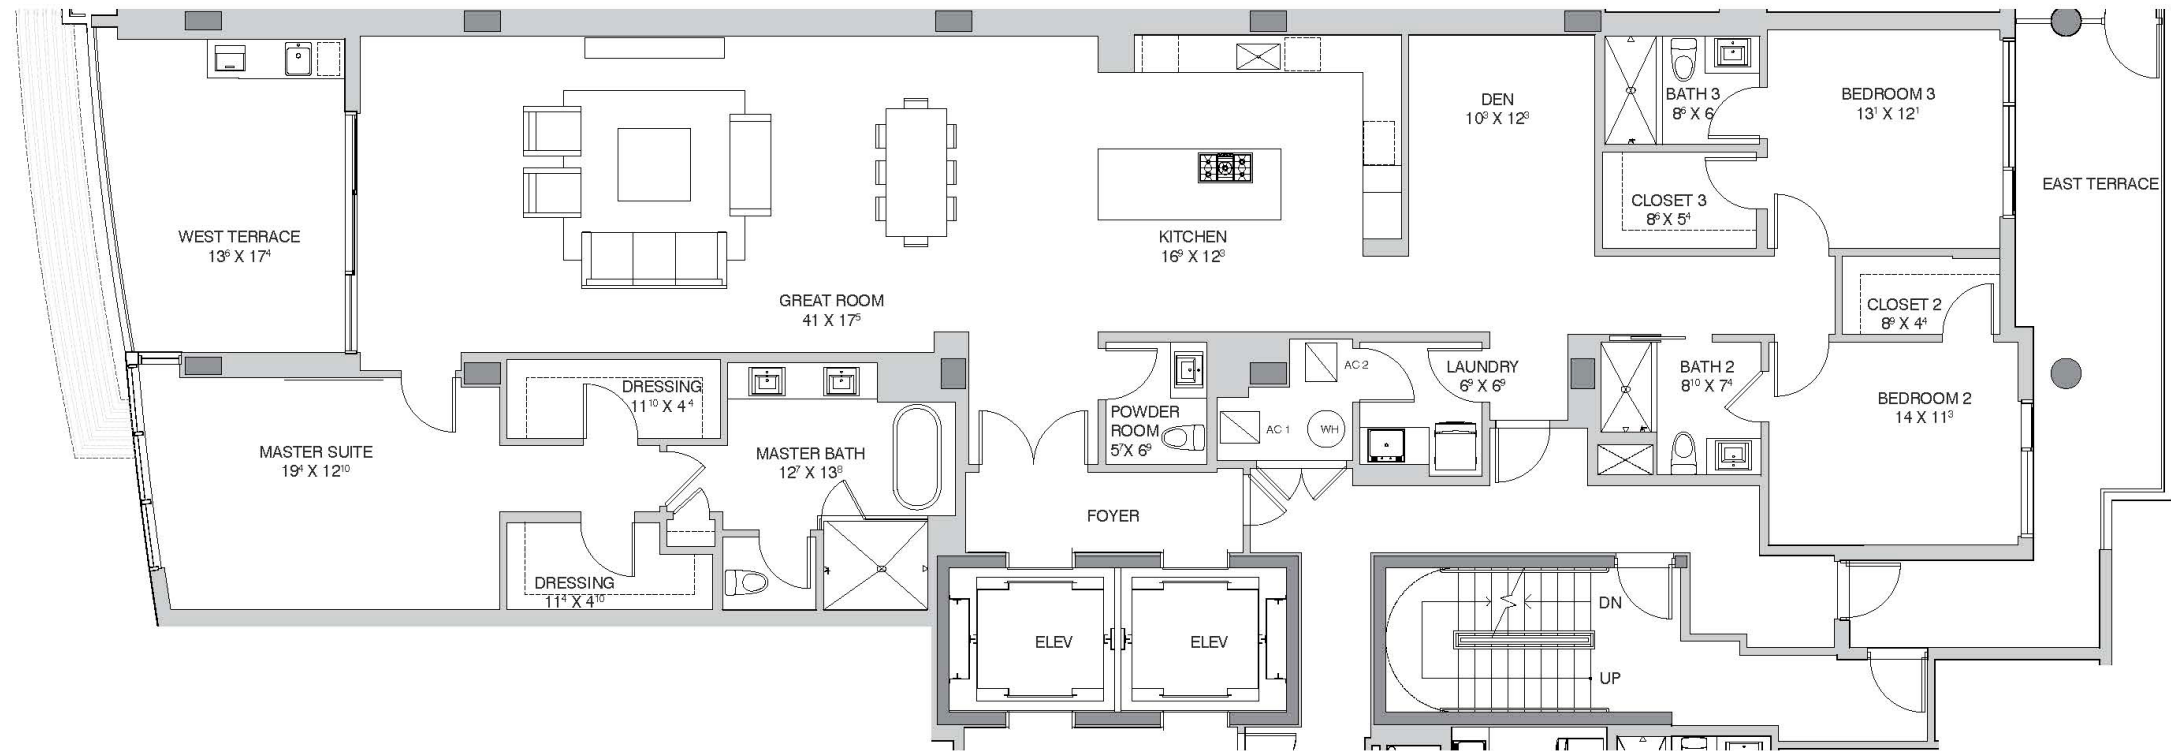 WEST TERRACE
13⁶ X 17⁴
GREAT ROOM
41 X 17⁵
KITCHEN
16⁹ X 12³
DEN
10³ X 12³
BATH 3
8⁶ X 6
BEDROOM 3
13¹ X 12¹
CLOSET 3
8⁶ X 5⁴
EAST TERRACE
CLOSET 2
8⁹ X 4⁴
MASTER SUITE
19⁴ X 12¹⁰
DRESSING
11¹⁰ X 4⁴
MASTER BATH
12⁷ X 13⁸
DRESSING
11⁴ X 4¹⁰
POWDER
ROOM
5⁷X 6⁹
AC 2
AC 1
WH
LAUNDRY
6⁹ X 6⁹
BATH 2
8¹⁰ X 7⁴
BEDROOM 2
14 X 11³
FOYER
ELEV
ELEV
DN
UP